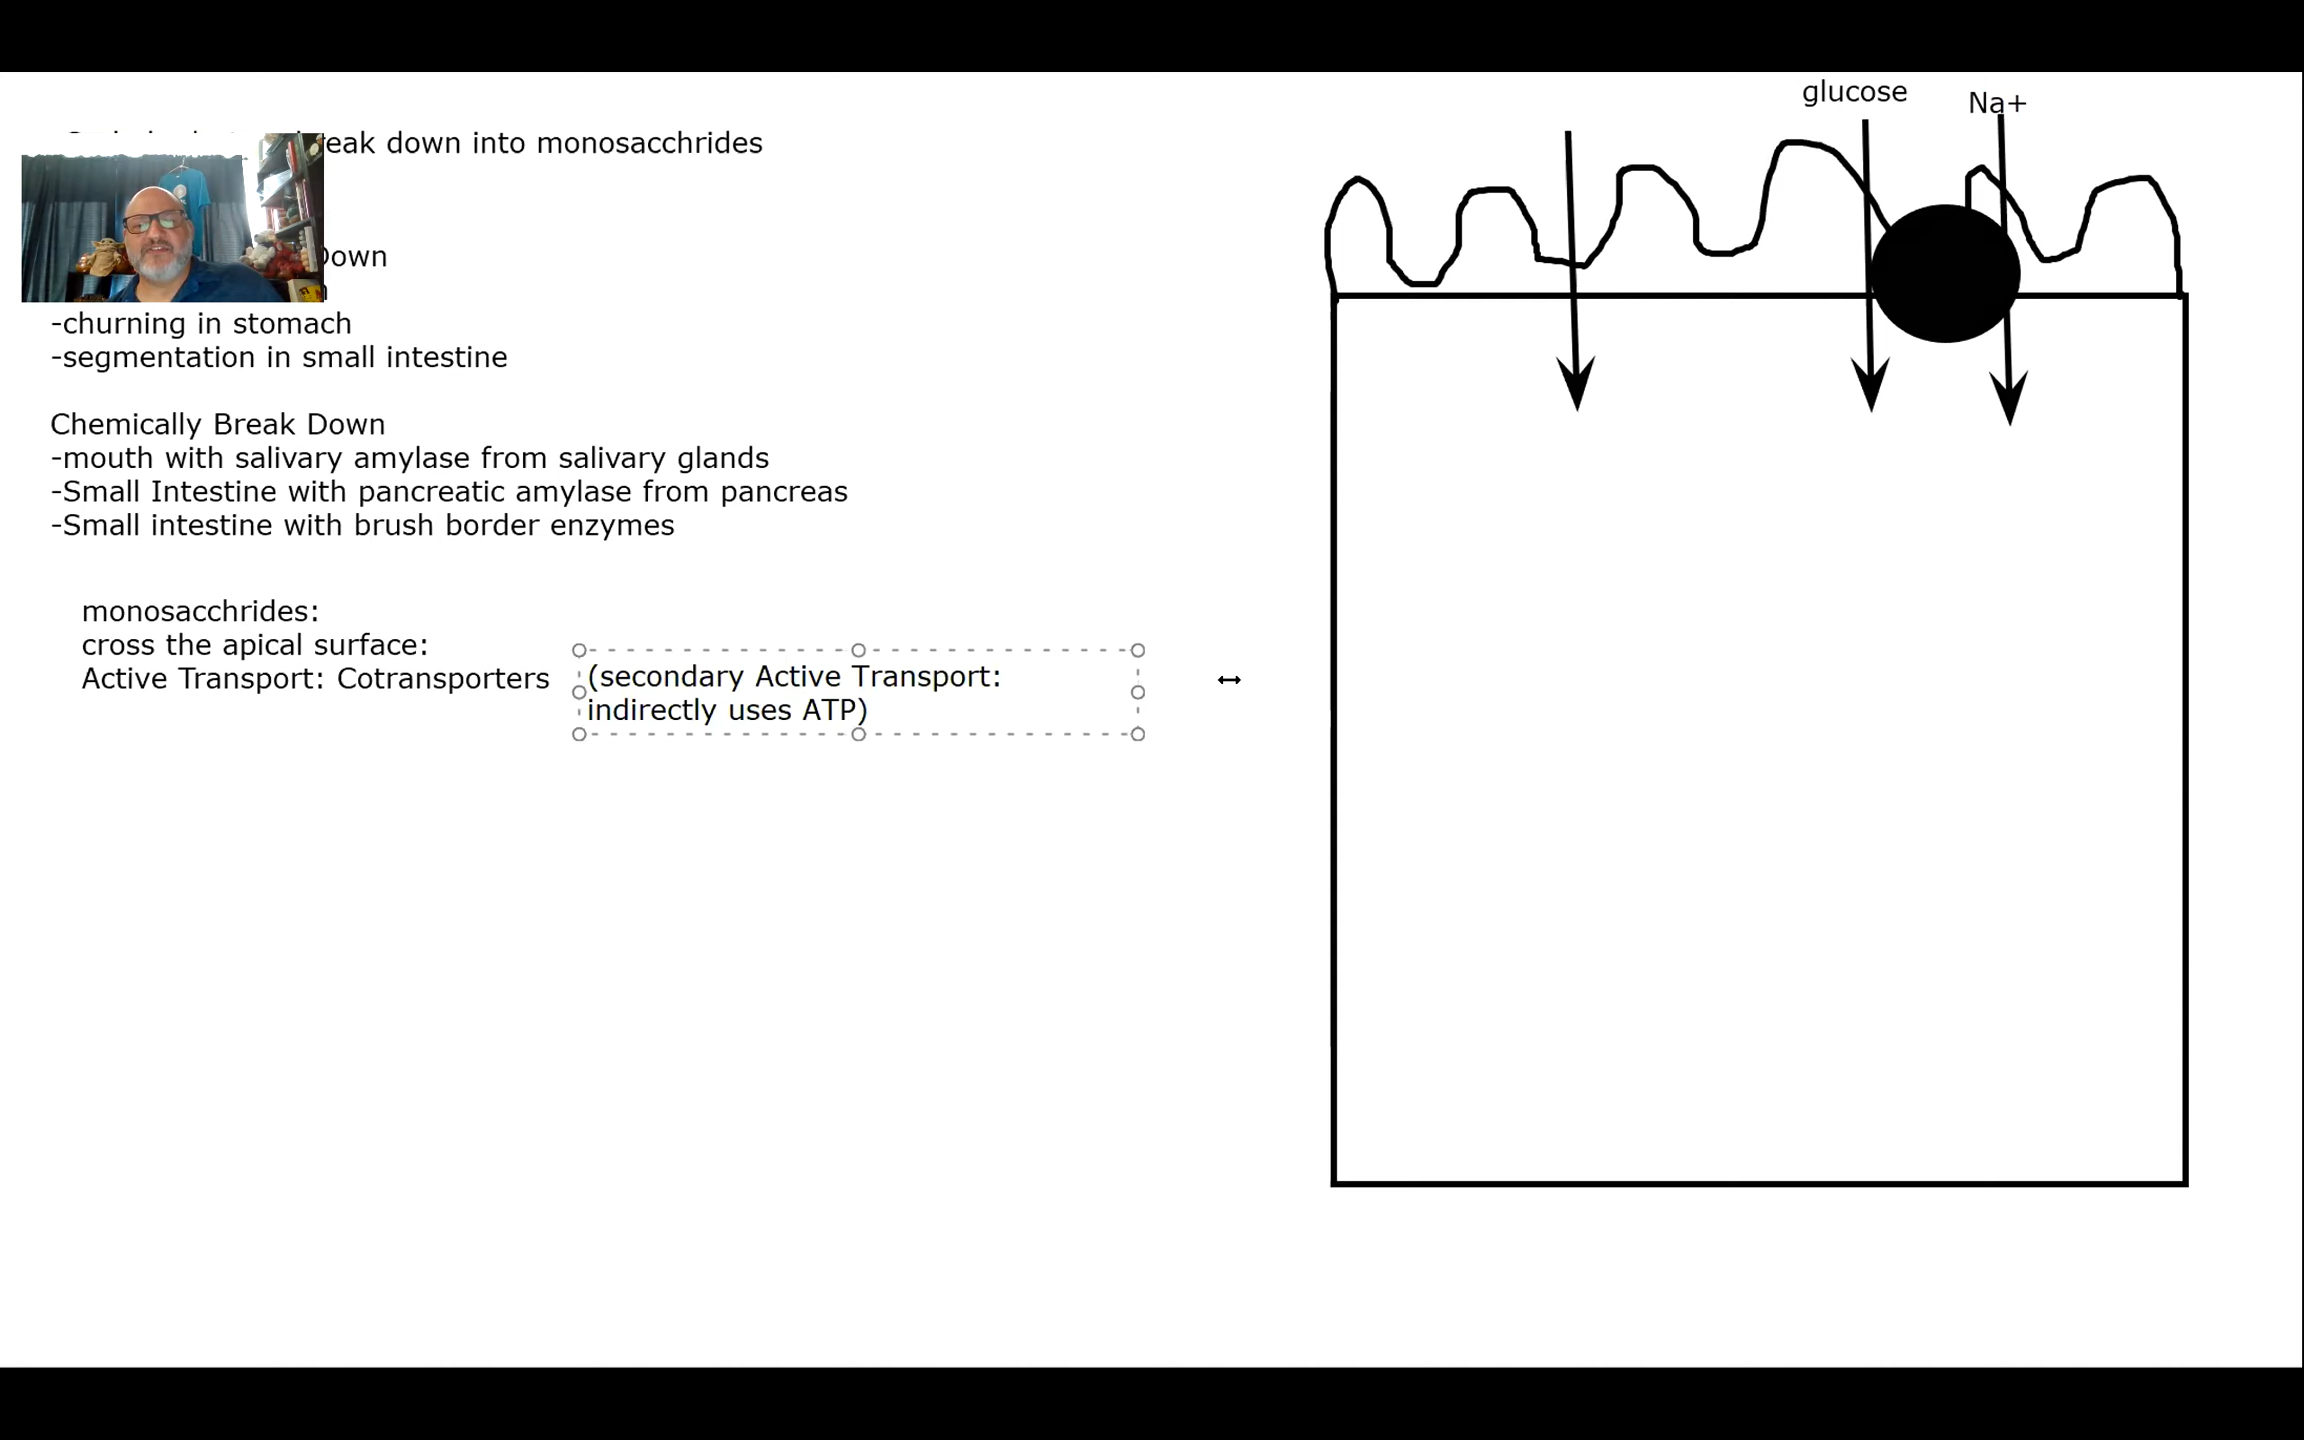 break down into monosacchrides
Down
-churning in stomach
-segmentation in small intestine
Chemically Break Down
-mouth with salivary amylase from salivary glands
-Small Intestine with pancreatic amylase from pancreas
-Small intestine with brush border enzymes
monosacchrides:
cross the apical surface:
Active Transport: Cotransporters
(secondary Active Transport:
indirectly uses ATP)
glucose
Na+